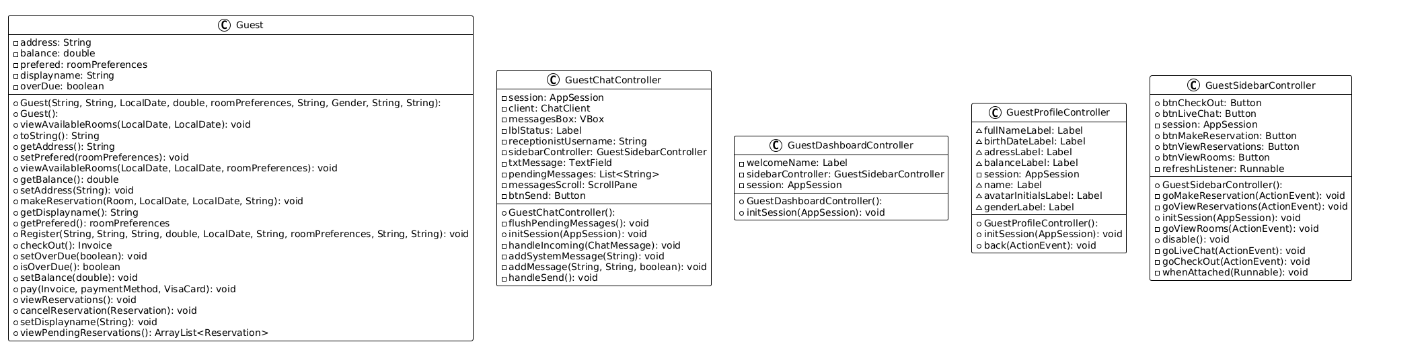 C Guest
address: String
balance: double
prefered: roomPreferences
displayname: String
overDue: boolean
Guest(String, String, LocalDate, double, roomPreferences, String, Gender, String, String):
Guest():
viewAvailableRooms(LocalDate, LocalDate): void
toString(): String
getAddress(): String
setPrefered(roomPreferences): void
viewAvailableRooms(LocalDate, LocalDate, roomPreferences): void
getBalance(): double
setAddress(String): void
makeReservation(Room, LocalDate, LocalDate, String): void
getDisplayname(): String
getPrefered(): roomPreferences
Register(String, String, String, double, LocalDate, String, roomPreferences, String, String): void
checkOut(): Invoice
setOverDue(boolean): void
isOverDue(): boolean
setBalance(double): void
pay(Invoice, paymentMethod, VisaCard): void
viewReservations(): void
cancelReservation(Reservation): void
setDisplayname(String): void
viewPendingReservations(): ArrayList<Reservation>
C GuestChatController
session: AppSession
client: ChatClient
messagesBox: VBox
lblStatus: Label
receptionistUsername: String
sidebarController: GuestSidebarController
txtMessage: TextField
pendingMessages: List<String>
messagesScroll: ScrollPane
btnSend: Button
GuestChatController():
flushPendingMessages(): void
initSession(AppSession): void
handleIncoming(ChatMessage): void
addSystemMessage(String): void
addMessage(String, String, boolean): void
handleSend(): void
C GuestDashboardController
welcomeName: Label
sidebarController: GuestSidebarController
session: AppSession
GuestDashboardController():
initSession(AppSession): void
C GuestProfileController
fullNameLabel: Label
birthDateLabel: Label
adressLabel: Label
balanceLabel: Label
session: AppSession
name: Label
avatarInitialsLabel: Label
genderLabel: Label
GuestProfileController():
initSession(AppSession): void
back(ActionEvent): void
C GuestSidebarController
btnCheckOut: Button
btnLiveChat: Button
session: AppSession
btnMakeReservation: Button
btnViewReservations: Button
btnViewRooms: Button
refreshListener: Runnable
GuestSidebarController():
goMakeReservation(ActionEvent): void
goViewReservations(ActionEvent): void
initSession(AppSession): void
goViewRooms(ActionEvent): void
disable(): void
goLiveChat(ActionEvent): void
goCheckOut(ActionEvent): void
whenAttached(Runnable): void